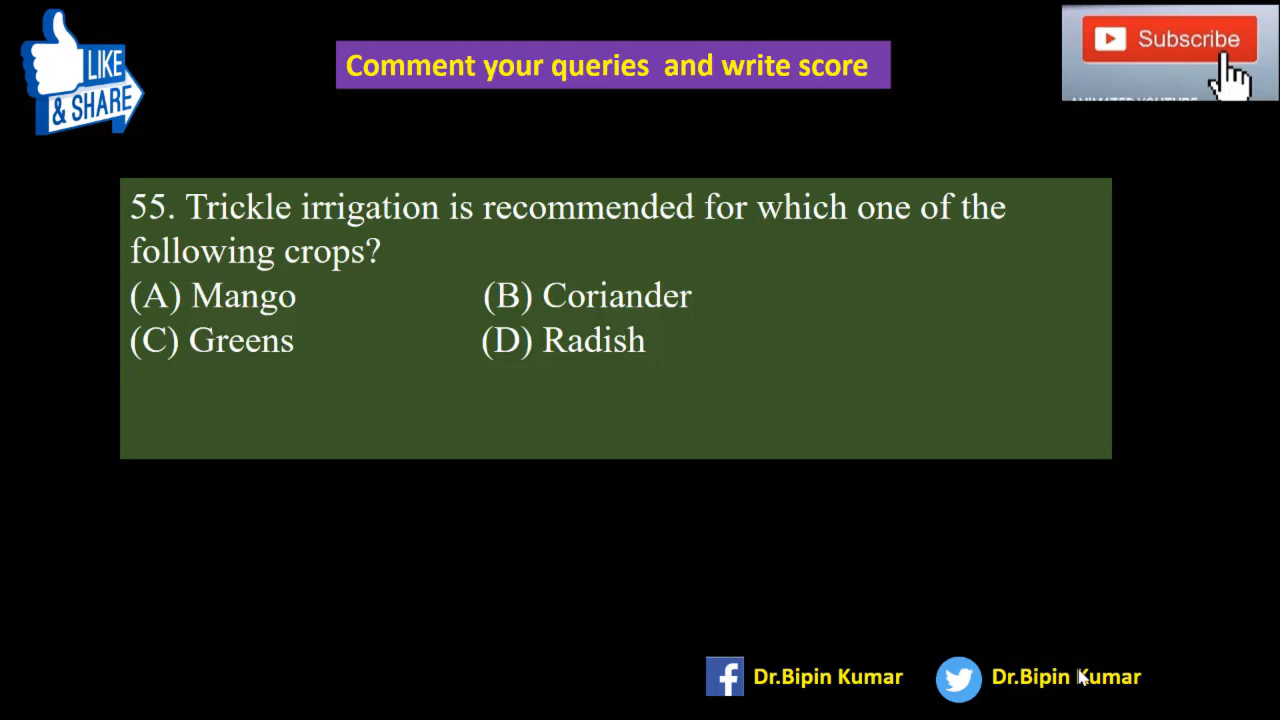 LIKE
& SHARE
Comment your queries and write score
Subscribe
55. Trickle irrigation is recommended for which one of the
following crops?
(A) Mango (B) Coriander
(C) Greens (D) Radish
Dr.Bipin Kumar Dr.Bipin Kumar